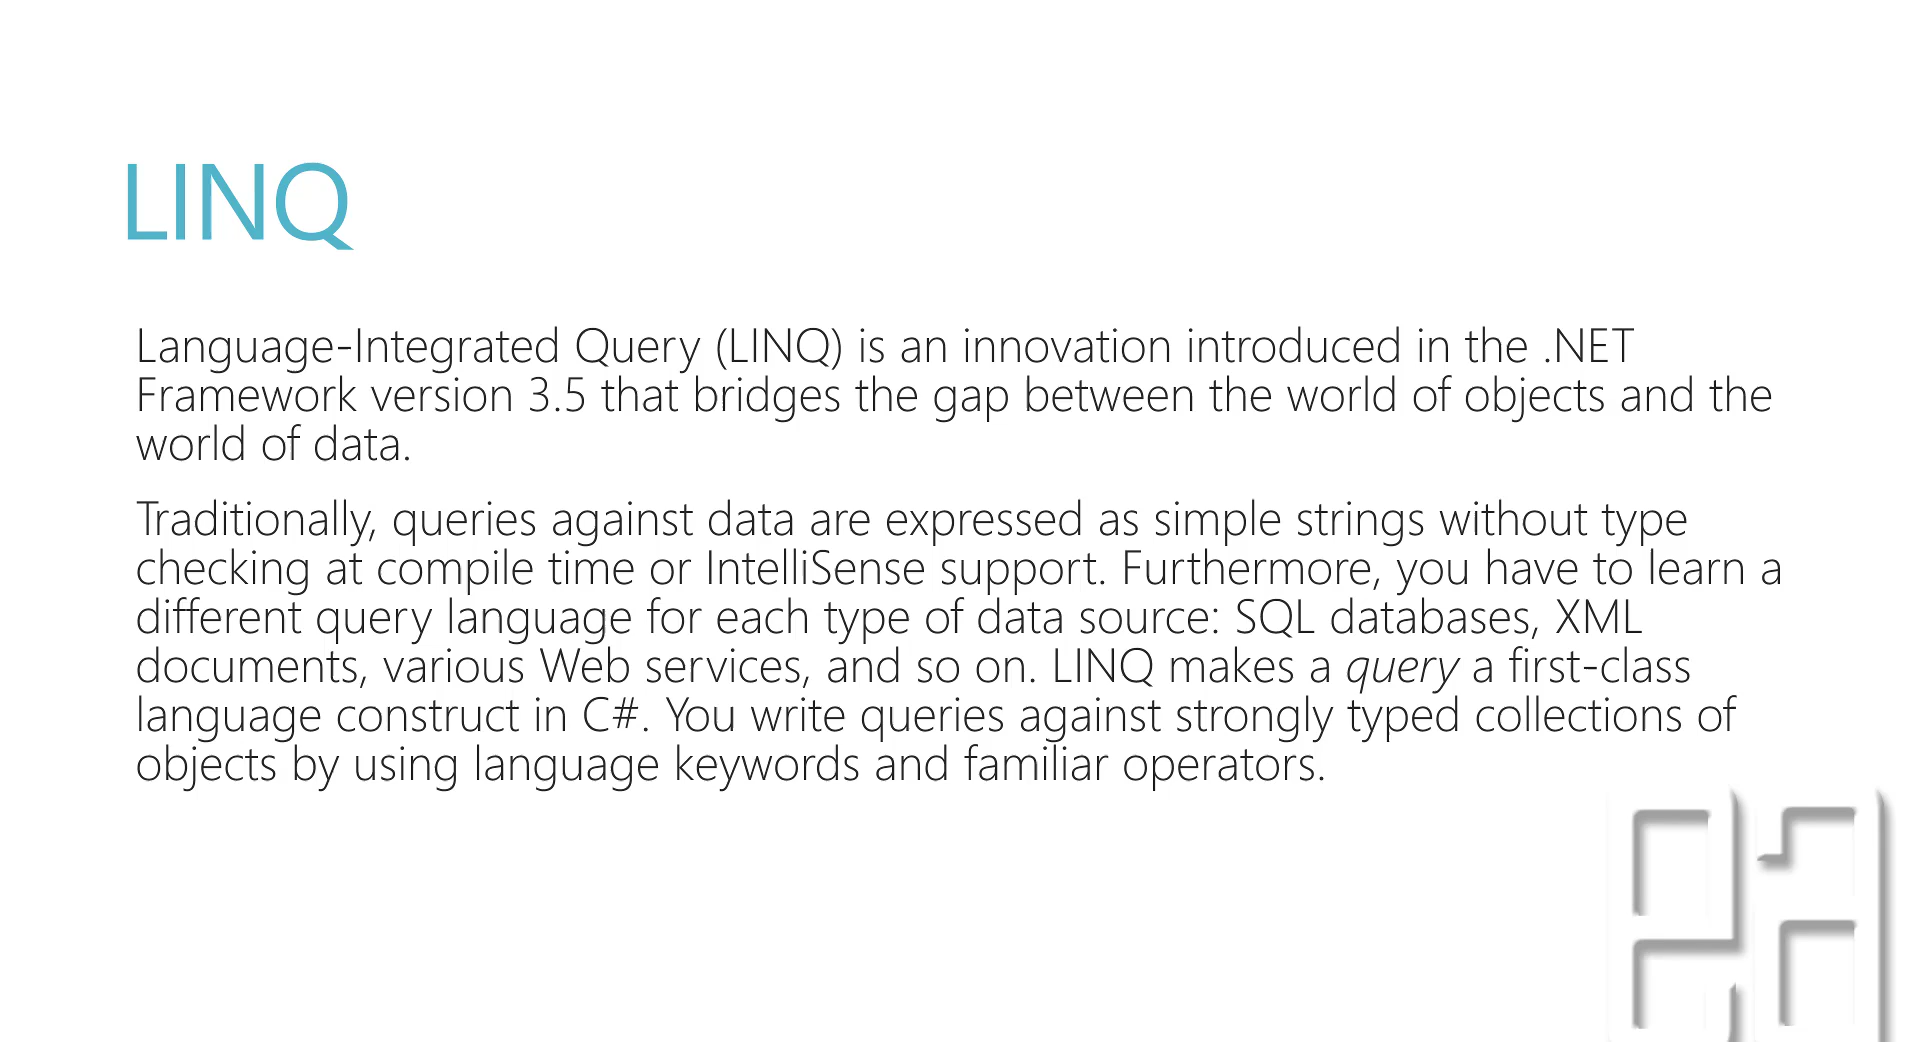 LINQ
Language-Integrated Query (LINQ) is an innovation introduced in the .NET
Framework version 3.5 that bridges the gap between the world of objects and the
world of data.
Traditionally, queries against data are expressed as simple strings without type
checking at compile time or IntelliSense support. Furthermore, you have to learn a
different query language for each type of data source: SQL databases, XML
documents, various Web services, and so on. LINQ makes a query a first-class
language construct in C#. You write queries against strongly typed collections of
objects by using language keywords and familiar operators.